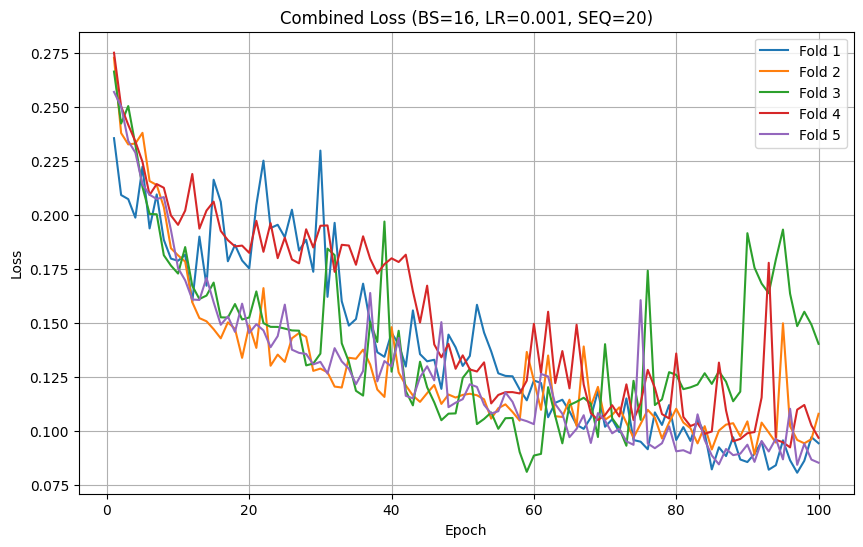 Combined Loss (BS=16, LR=0.001, SEQ=20)
Fold 1
Fold 2
Fold 3
Fold 4
Fold 5
Loss
0.275
0.250
0.225
0.200
0.175
0.150
0.125
0.100
0.075
0
20
40
60
80
100
Epoch